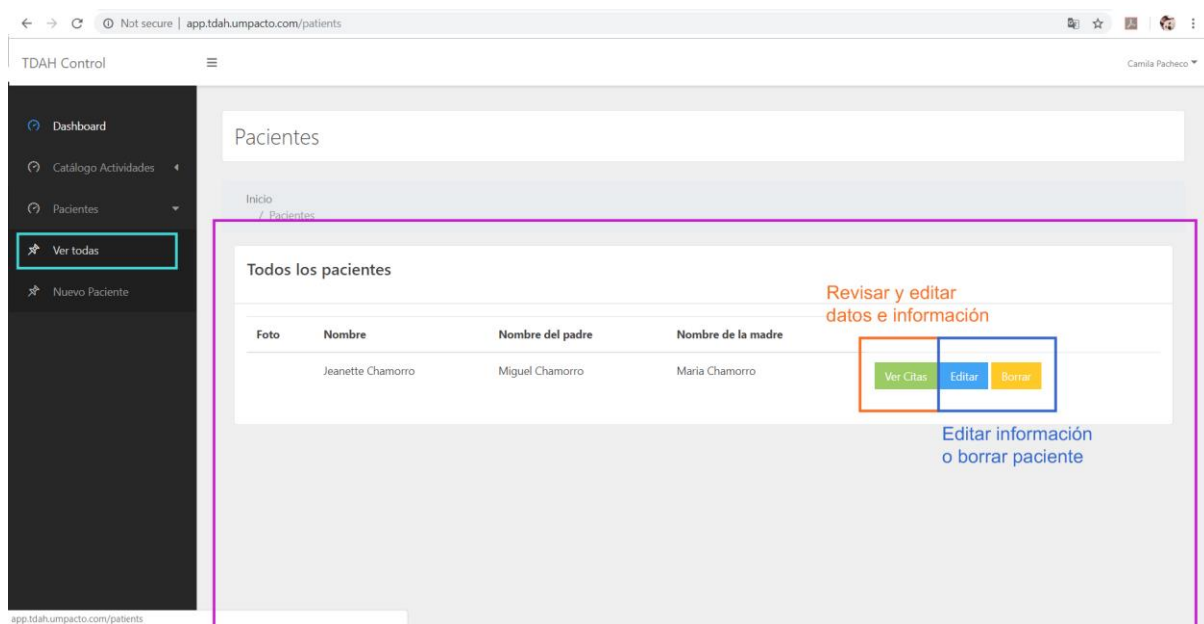 Not secure | app.tdah.umpacto.com/patients
TDAH Control
Camila Pacheco
Dashboard
Catálogo Actividades
Pacientes
Ver todas
Nuevo Paciente
Pacientes
Inicio
/ Pacientes
Todos los pacientes
Revisar y editar
datos e información
Foto Nombre Nombre del padre Nombre de la madre
Jeanette Chamorro Miguel Chamorro Maria Chamorro Ver Citas Editar Borrar
Editar información
o borrar paciente
app.tdah.umpacto.com/patients